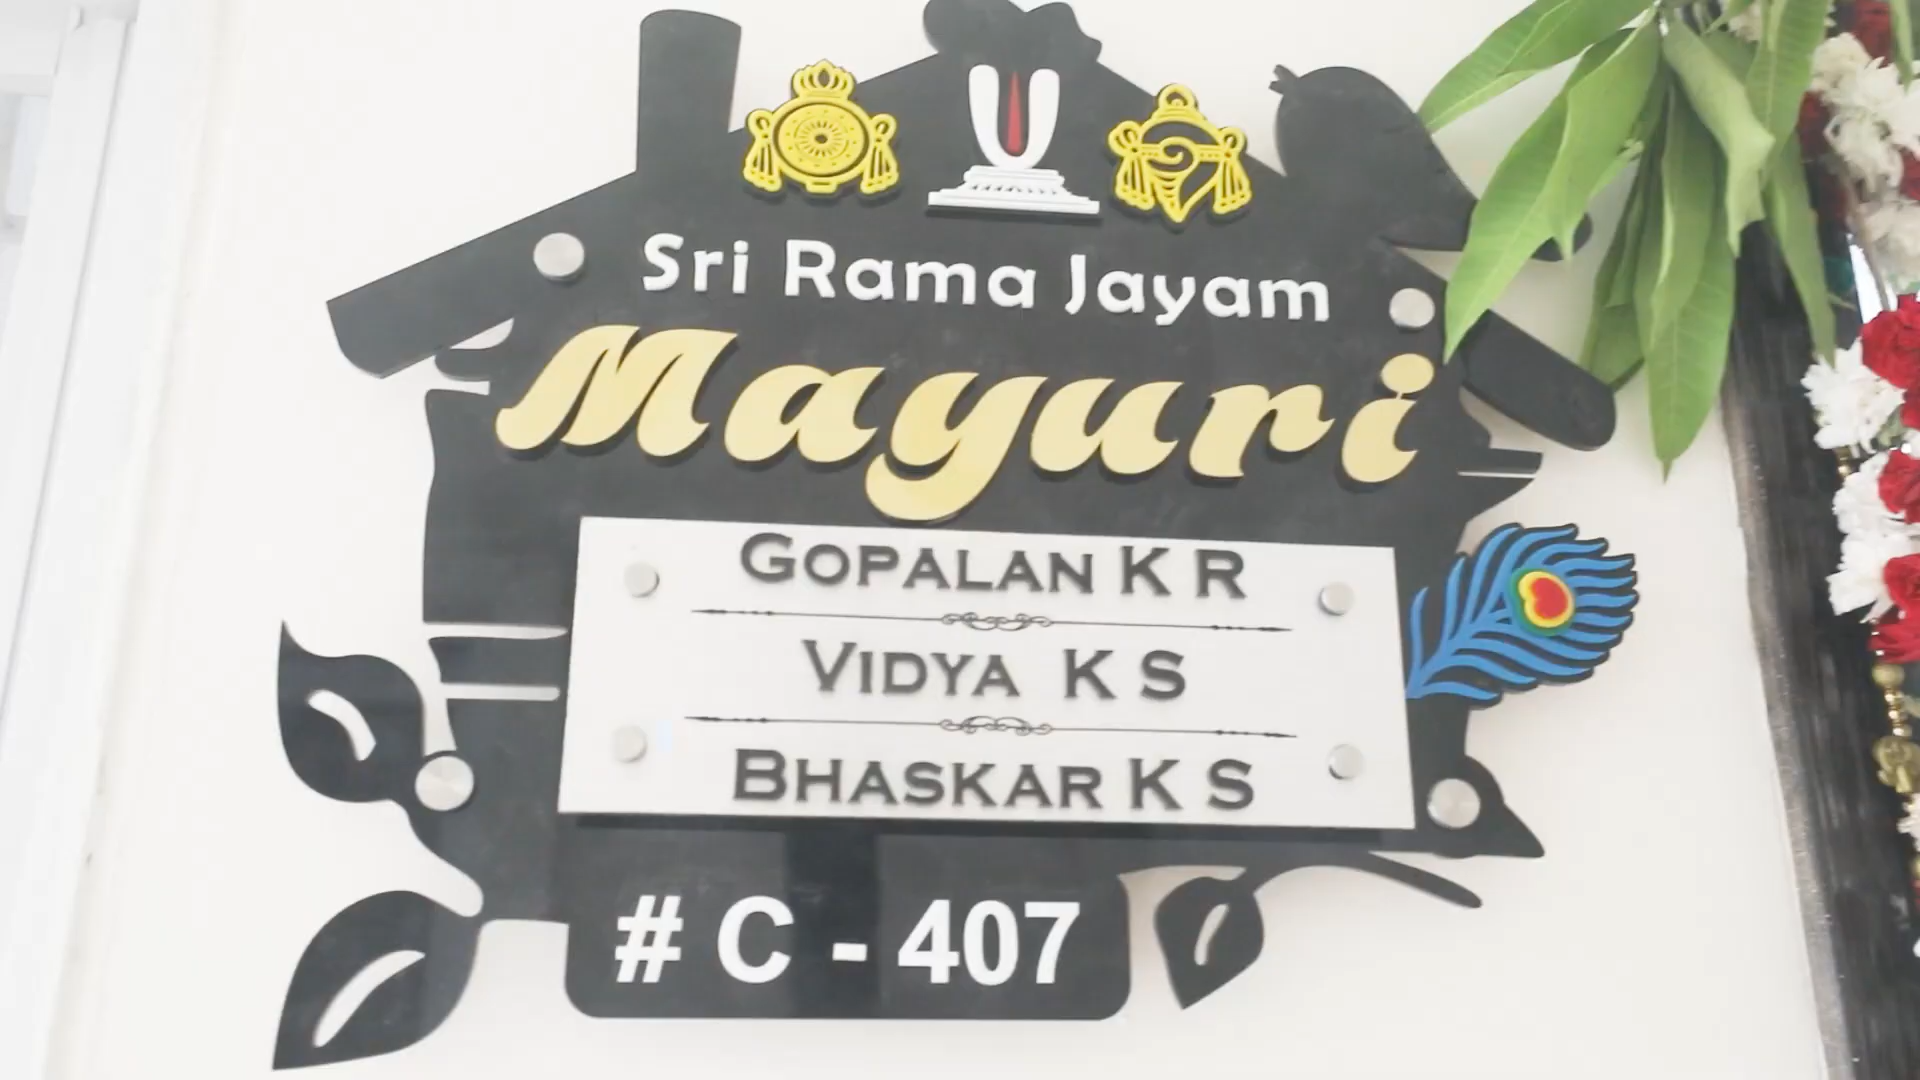 Sri Rama Jayam
Mayuri
GOPALAN K R
VIDYA K S
BHASKAR K S
# C - 407